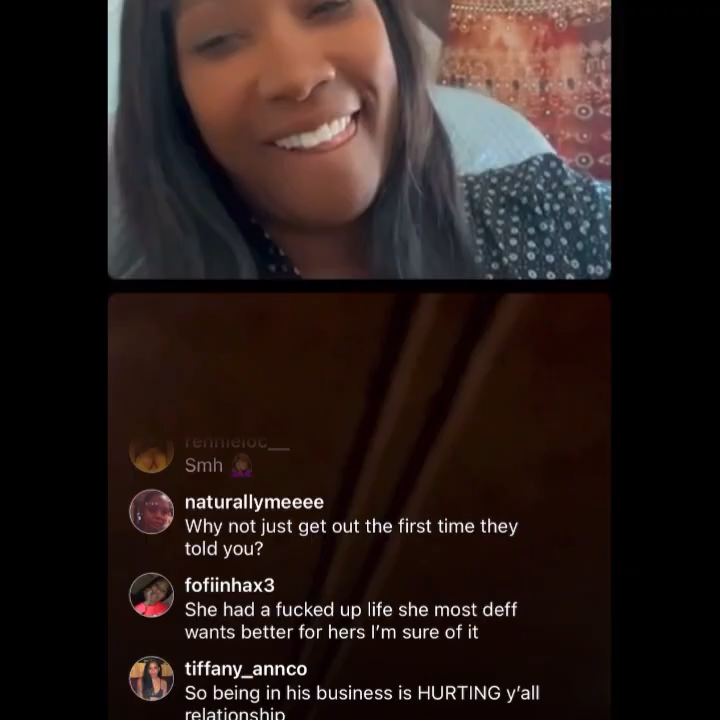 rennieloc__
Smh 🤦🏾‍♀️
naturallymeeee
Why not just get out the first time they
told you?
fofiinhax3
She had a fucked up life she most deff
wants better for hers I'm sure of it
tiffany_annco
So being in his business is HURTING y'all
relationship